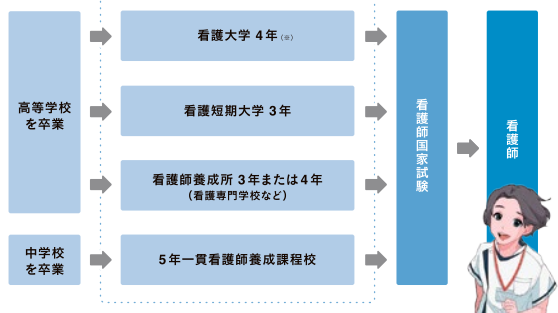 高等学校
を卒業
看護大学 4年(※)
看護短期大学 3年
看護師養成所 3年または4年
(看護専門学校など)
中学校
を卒業
5年一貫看護師養成課程校
看護師国家試験
看護師